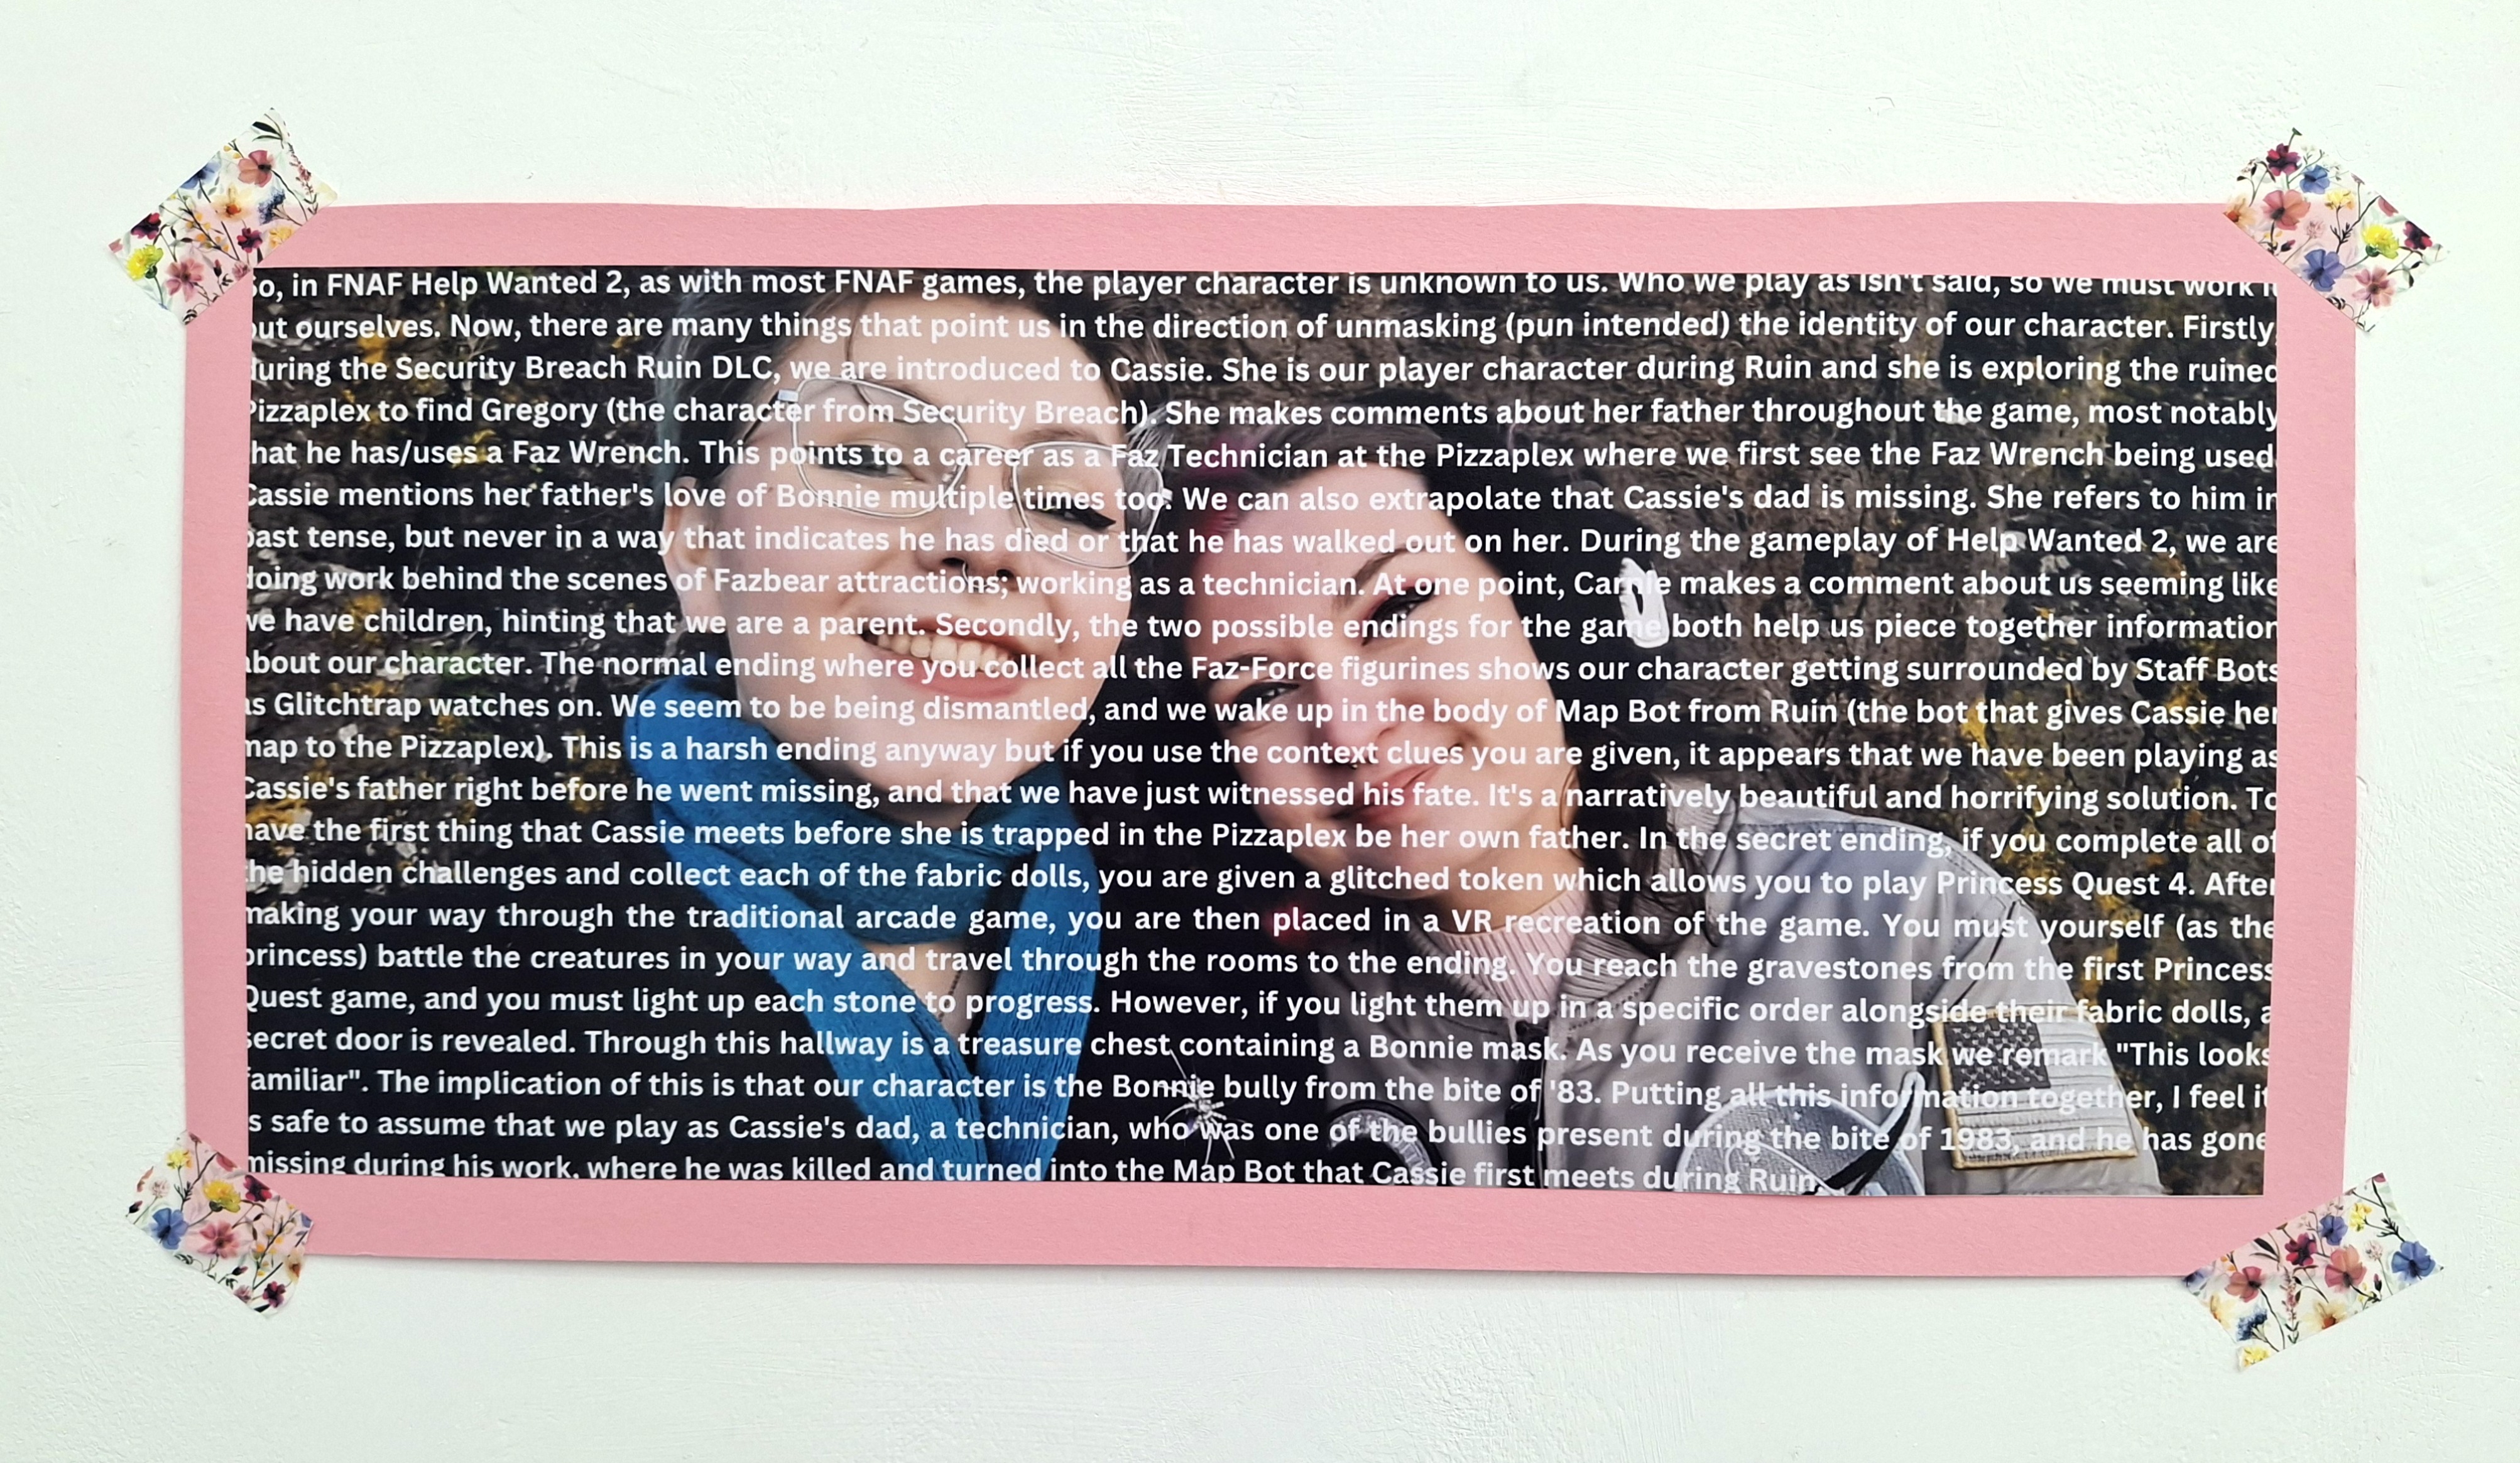 So, in FNAF Help Wanted 2, as with most FNAF games, the player character is unknown to us. Who we play as isn't said, so we must work it
out ourselves. Now, there are many things that point us in the direction of unmasking (pun intended) the identity of our character. Firstly,
during the Security Breach Ruin DLC, we are introduced to Cassie. She is our player character during Ruin and she is exploring the ruined
Pizzaplex to find Gregory (the character from Security Breach). She makes comments about her father throughout the game, most notably
that he has/uses a Faz Wrench. This points to a career as a Faz Technician at the Pizzaplex where we first see the Faz Wrench being used.
Cassie mentions her father's love of Bonnie multiple times too. We can also extrapolate that Cassie's dad is missing. She refers to him in
past tense, but never in a way that indicates he has died or that he has walked out on her. During the gameplay of Help Wanted 2, we are
doing work behind the scenes of Fazbear attractions; working as a technician. At one point, Carnie makes a comment about us seeming like
we have children, hinting that we are a parent. Secondly, the two possible endings for the game both help us piece together information
about our character. The normal ending where you collect all the Faz-Force figurines shows our character getting surrounded by Staff Bots
as Glitchtrap watches on. We seem to be being dismantled, and we wake up in the body of Map Bot from Ruin (the bot that gives Cassie her
map to the Pizzaplex). This is a harsh ending anyway but if you use the context clues you are given, it appears that we have been playing as
Cassie's father right before he went missing, and that we have just witnessed his fate. It's a narratively beautiful and horrifying solution. To
have the first thing that Cassie meets before she is trapped in the Pizzaplex be her own father. In the secret ending, if you complete all of
the hidden challenges and collect each of the fabric dolls, you are given a glitched token which allows you to play Princess Quest 4. After
making your way through the traditional arcade game, you are then placed in a VR recreation of the game. You must yourself (as the
princess) battle the creatures in your way and travel through the rooms to the ending. You reach the gravestones from the first Princess
Quest game, and you must light up each stone to progress. However, if you light them up in a specific order alongside their fabric dolls, a
secret door is revealed. Through this hallway is a treasure chest containing a Bonnie mask. As you receive the mask we remark "This looks
familiar". The implication of this is that our character is the Bonnie bully from the bite of '83. Putting all this information together, I feel it
is safe to assume that we play as Cassie's dad, a technician, who was one of the bullies present during the bite of 1983, and he has gone
missing during his work, where he was killed and turned into the Map Bot that Cassie first meets during Ruin.